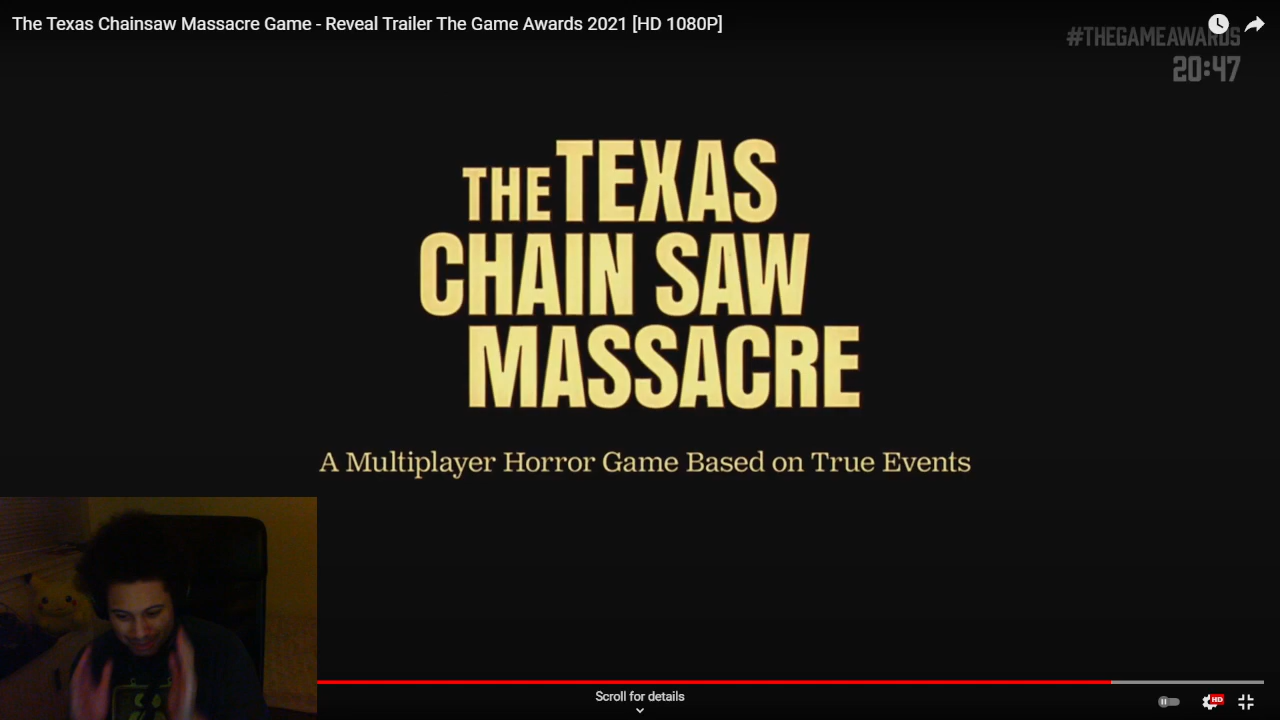 The Texas Chainsaw Massacre Game - Reveal Trailer The Game Awards 2021 [HD 1080P]
#THEGAMEAWARDS
20:47
THE TEXAS
CHAIN SAW
MASSACRE
A Multiplayer Horror Game Based on True Events
Scroll for details
HD